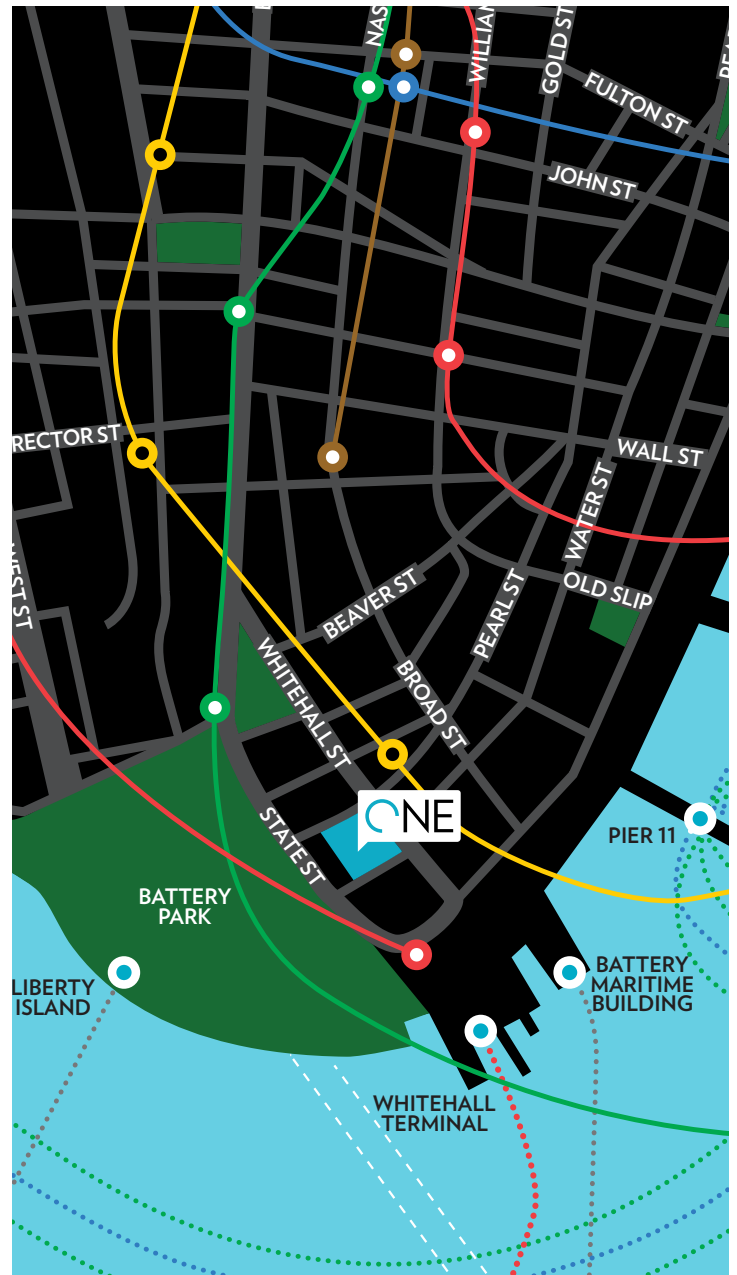 NAS
WILLIAM
GOLD ST
FULTON ST
JOHN ST
RECTOR ST
WALL ST
WATER ST
WEST ST
OLD SLIP
BEAVER ST
PEARL ST
WHITEHALL ST
BROAD ST
ONE
STATE ST
PIER 11
BATTERY
PARK
LIBERTY
ISLAND
BATTERY
MARITIME
BUILDING
WHITEHALL
TERMINAL